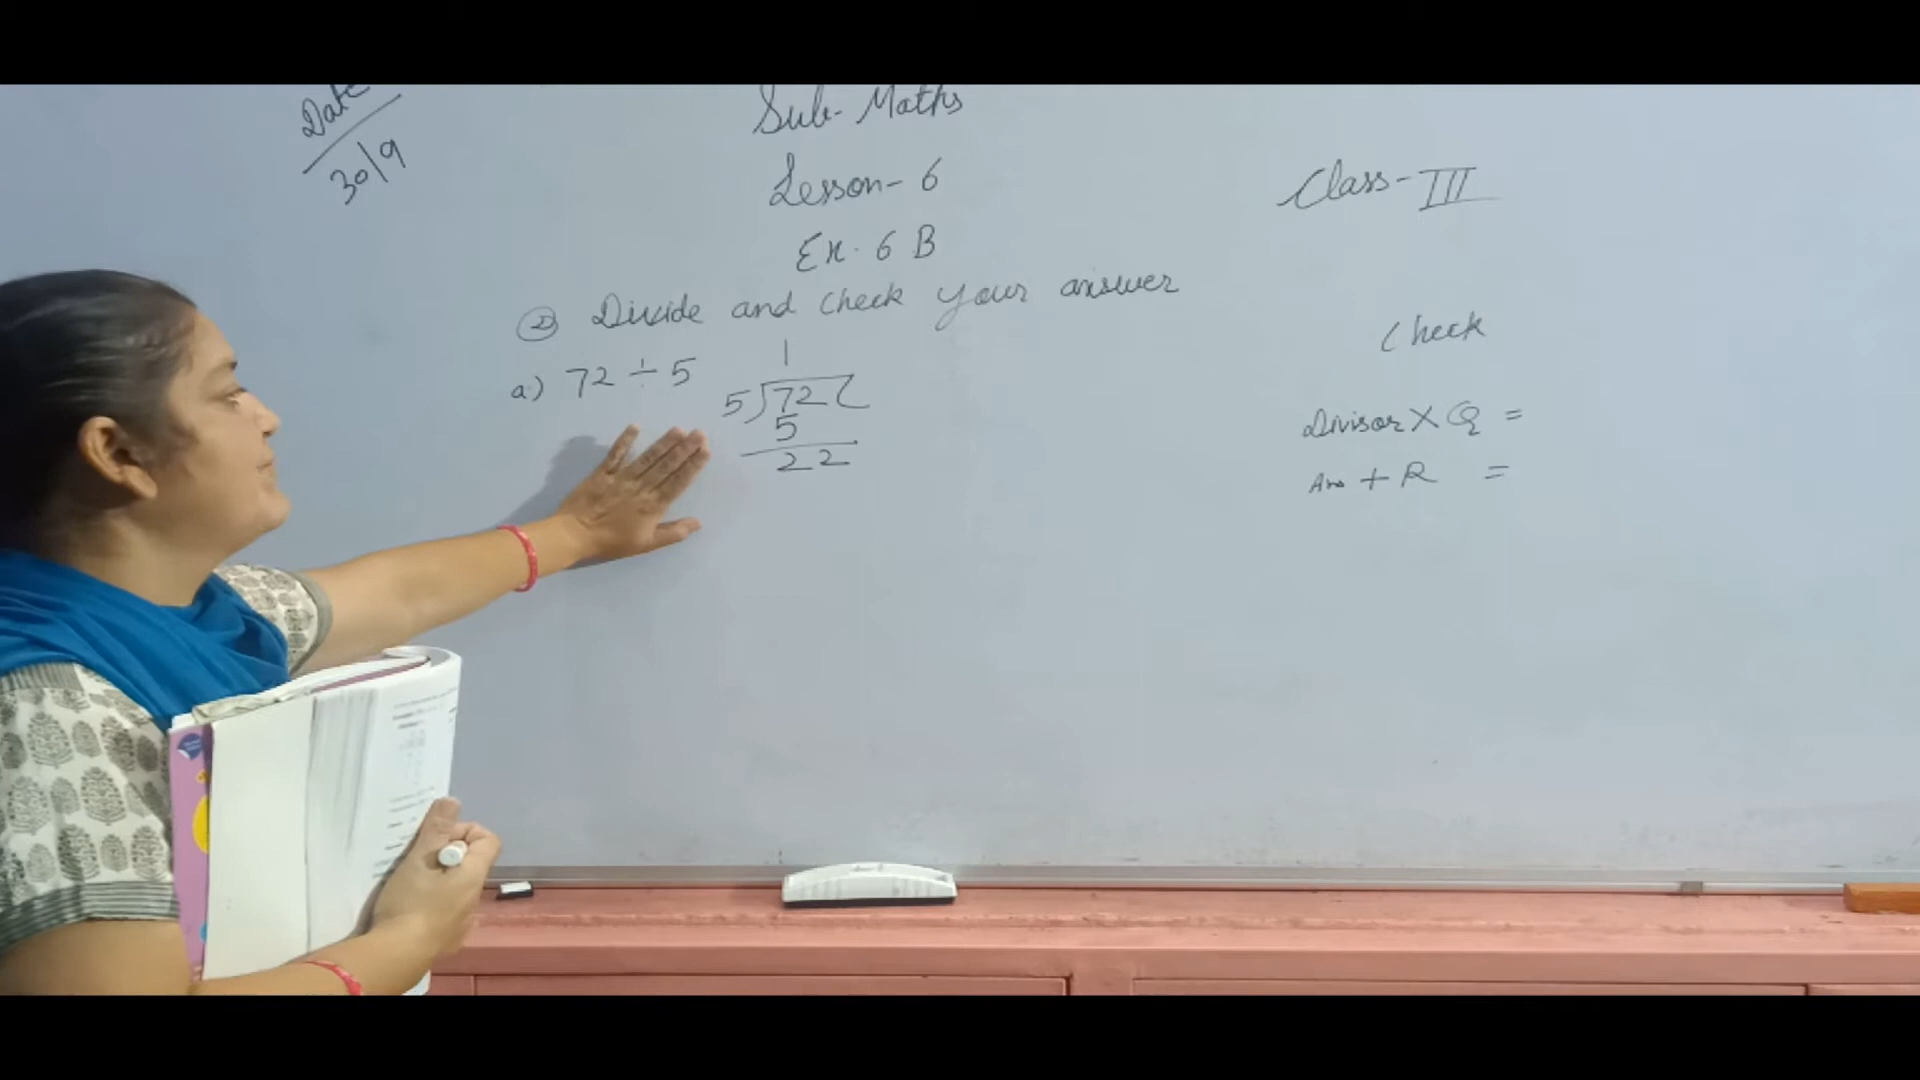 Date
30/9
Sub- Maths
Lesson- 6
Class- III
Ex. 6 B
② Divide and check your answer
a) 72 ÷ 5
1
5)72(
5
22
Check
Divisor X Q =
Ans + R =